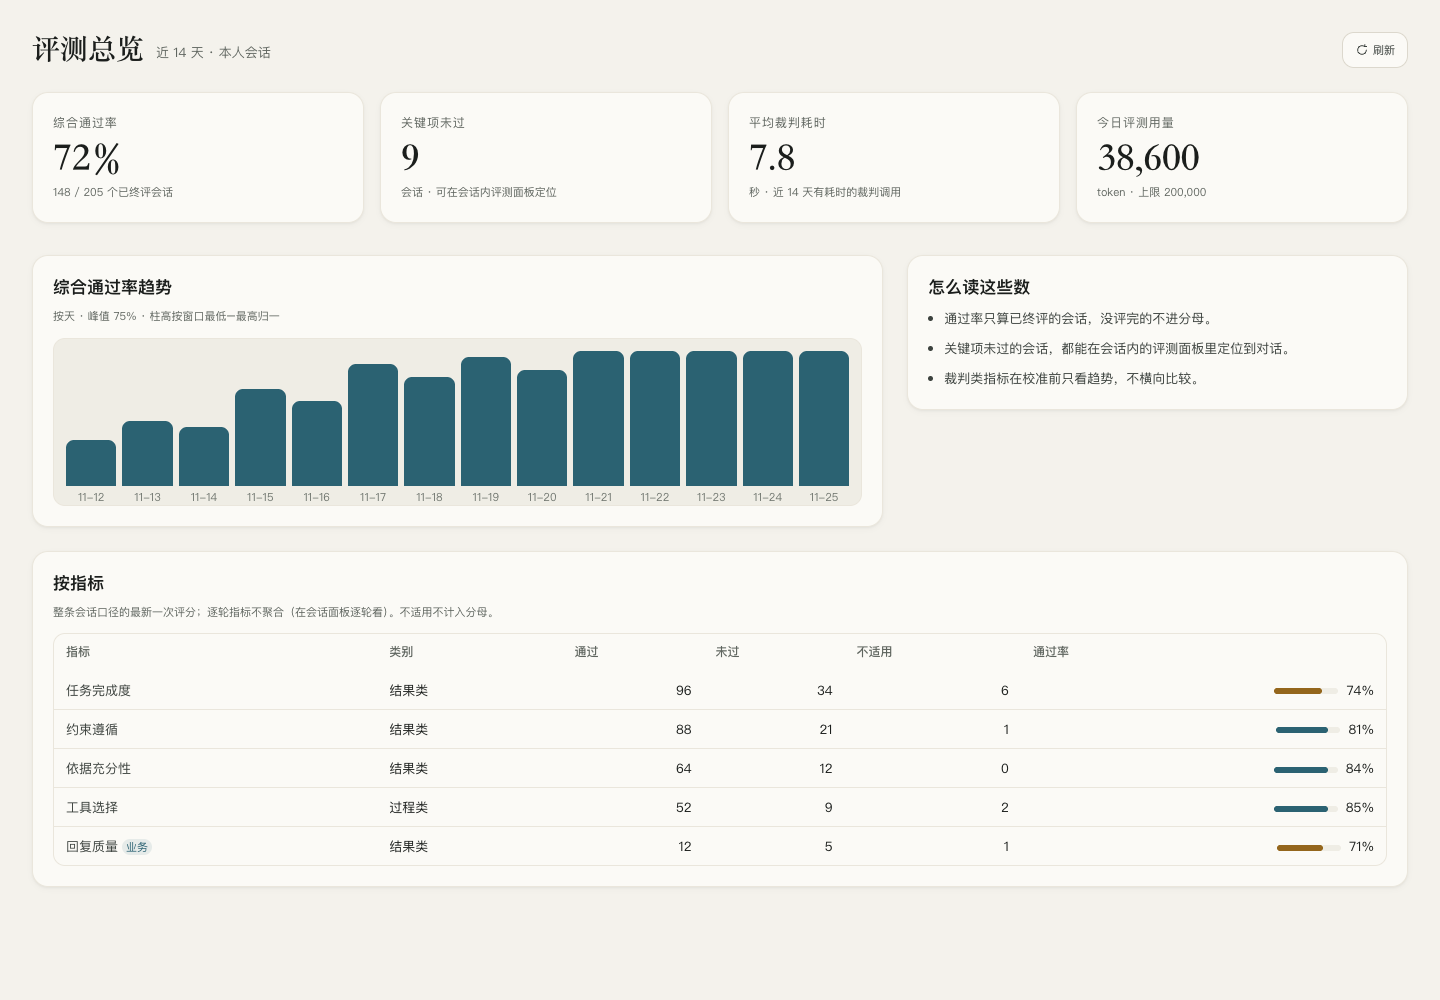 评测总览
近 14 天 · 本人会话
刷新
综合通过率
72%
148 / 205 个已终评会话
关键项未过
9
会话 · 可在会话内评测面板定位
平均裁判耗时
7.8
秒 · 近 14 天有耗时的裁判调用
今日评测用量
38,600
token · 上限 200,000
综合通过率趋势
按天 · 峰值 75% · 柱高按窗口最低—最高归一
11-12 11-13 11-14 11-15 11-16 11-17 11-18 11-19 11-20 11-21 11-22 11-23 11-24 11-25
怎么读这些数
• 通过率只算已终评的会话，没评完的不进分母。
• 关键项未过的会话，都能在会话内的评测面板里定位到对话。
• 裁判类指标在校准前只看趋势，不横向比较。
按指标
整条会话口径的最新一次评分；逐轮指标不聚合（在会话面板逐轮看）。不适用不计入分母。
指标 类别 通过 未过 不适用 通过率
任务完成度 结果类 96 34 6 74%
约束遵循 结果类 88 21 1 81%
依据充分性 结果类 64 12 0 84%
工具选择 过程类 52 9 2 85%
回复质量 业务 结果类 12 5 1 71%